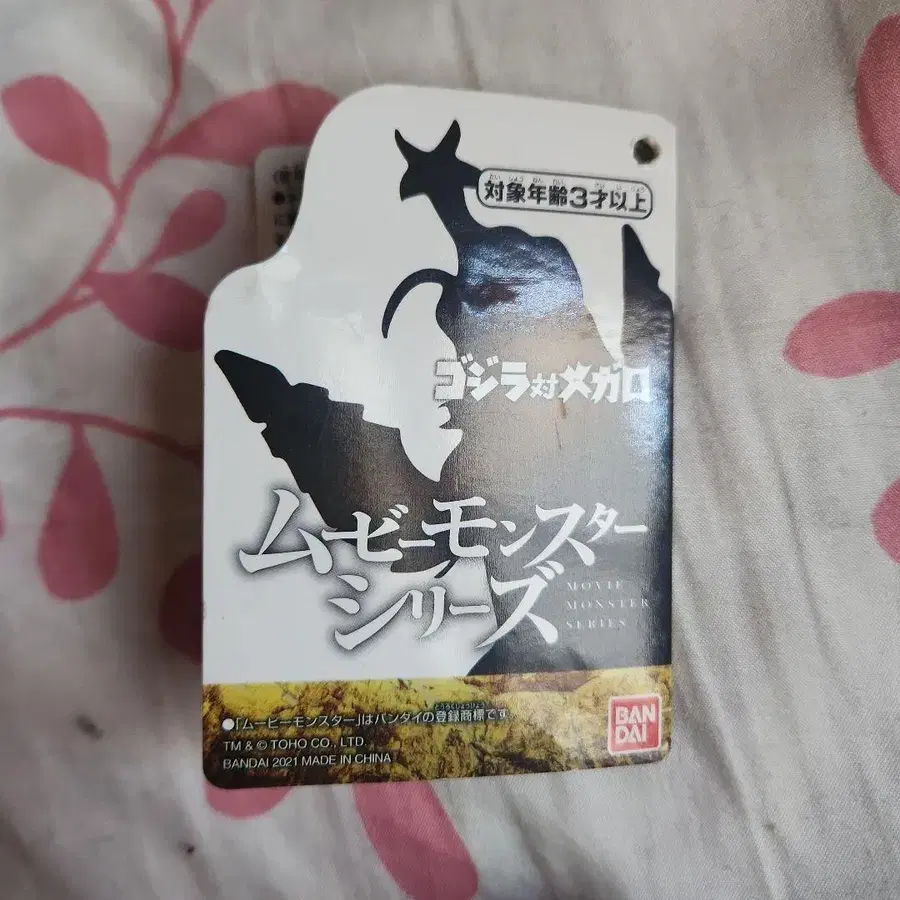 対象年齢3才以上
ゴジラ対メガロ
ムービーモンスター
シリーズ
MOVIE
MONSTER
SERIES
●「ムービーモンスター」はバンダイの登録商標です
TM & © TOHO CO., LTD.
BANDAI 2021 MADE IN CHINA
BAN
DAI